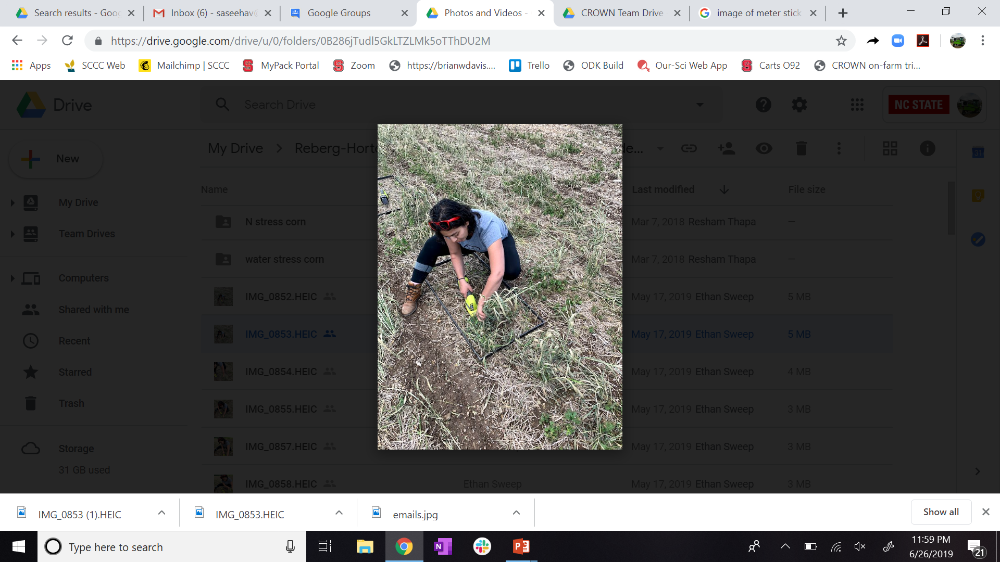 Search results - Goo
Inbox (6) - saseehav
Google Groups
Photos and Videos -
CROWN Team Drive
image of meter stick
https://drive.google.com/drive/u/0/folders/0B286jTudl5GkLTZLMk5oTThDU2M
Apps
SCCC Web
Mailchimp | SCCC
MyPack Portal
Zoom
https://brianwdavis....
Trello
ODK Build
Our-Sci Web App
Carts O92
CROWN on-farm tri...
Drive
Search Drive
NC STATE
New
My Drive
Reberg-Horto
de...
31
Name
Last modified
File size
My Drive
N stress corn
Mar 7, 2018 Resham Thapa
—
Team Drives
water stress corn
Mar 7, 2018 Resham Thapa
—
Computers
IMG_0852.HEIC
May 17, 2019 Ethan Sweep
5 MB
Shared with me
IMG_0853.HEIC
May 17, 2019 Ethan Sweep
5 MB
Recent
IMG_0854.HEIC
May 17, 2019 Ethan Sweep
4 MB
Starred
IMG_0855.HEIC
May 17, 2019 Ethan Sweep
3 MB
Trash
IMG_0857.HEIC
May 17, 2019 Ethan Sweep
3 MB
Storage
31 GB used
IMG_0858.HEIC
Ethan Sweep
May 17, 2019 Ethan Sweep
3 MB
IMG_0853 (1).HEIC
IMG_0853.HEIC
emails.jpg
Show all
Type here to search
11:59 PM
6/26/2019
21